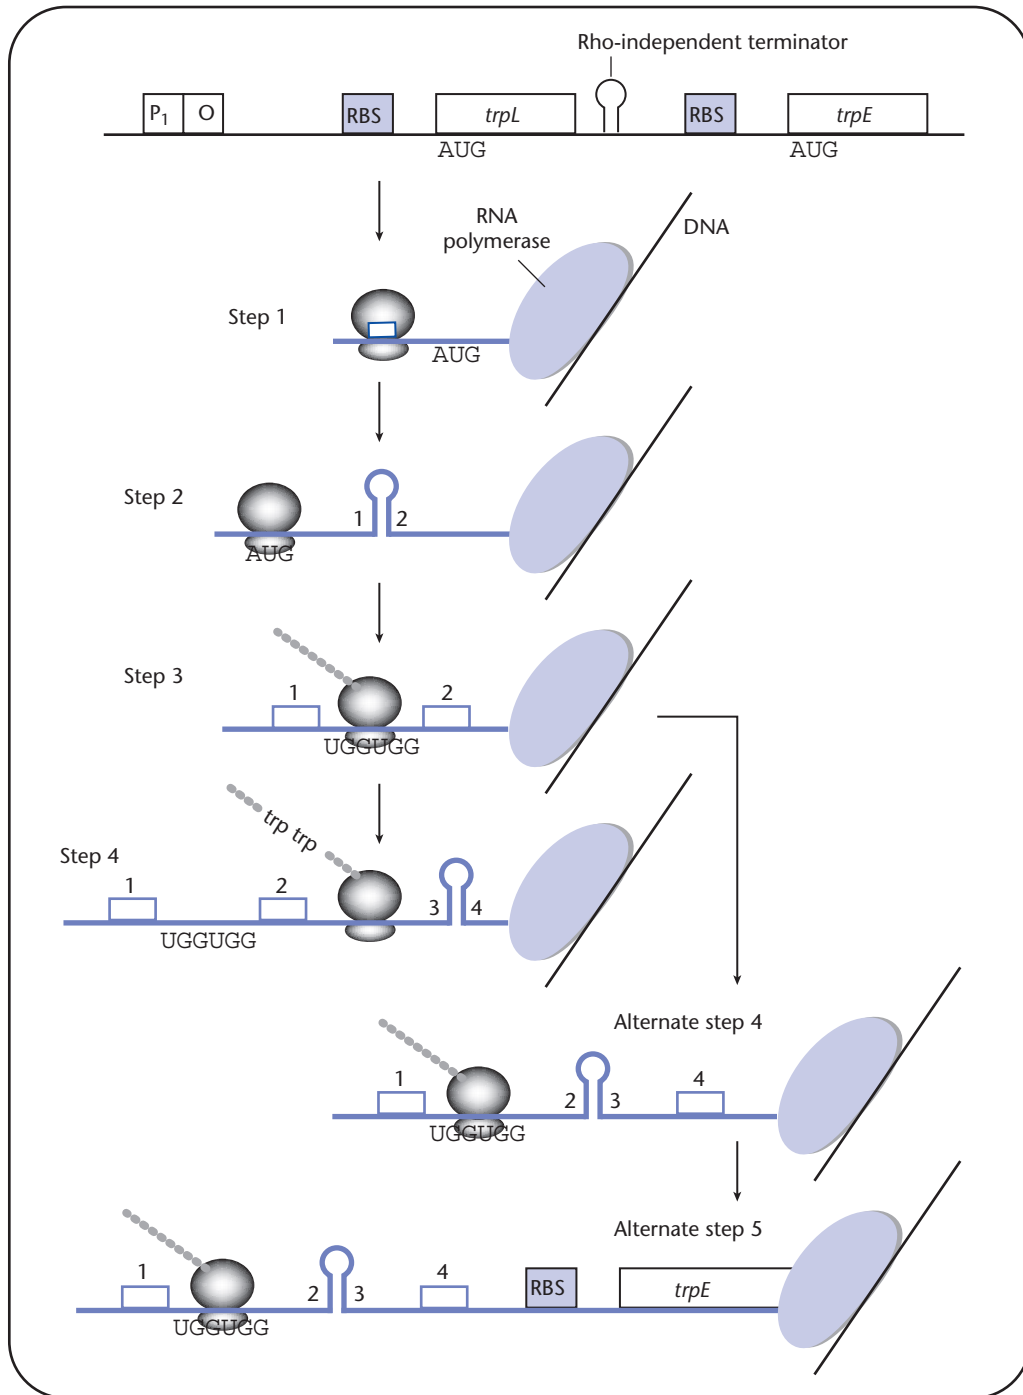 Rho-independent terminator
P1 O RBS trpL RBS trpE
AUG AUG
RNA
polymerase
DNA
Step 1
AUG
Step 2
1 2
AUG
Step 3
1 2
UGGUGG
trp trp
Step 4
1 2 3 4
UGGUGG
Alternate step 4
1 2 3 4
UGGUGG
Alternate step 5
1 2 3 4 RBS trpE
UGGUGG